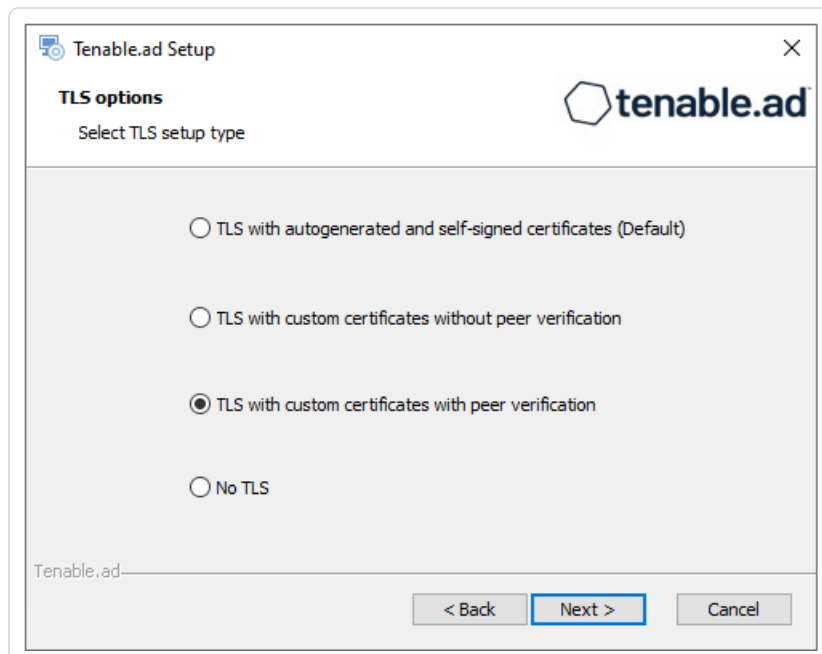 Tenable.ad Setup
TLS options
Select TLS setup type
tenable.ad
TLS with autogenerated and self-signed certificates (Default)
TLS with custom certificates without peer verification
TLS with custom certificates with peer verification
No TLS
Tenable.ad
< Back Next > Cancel